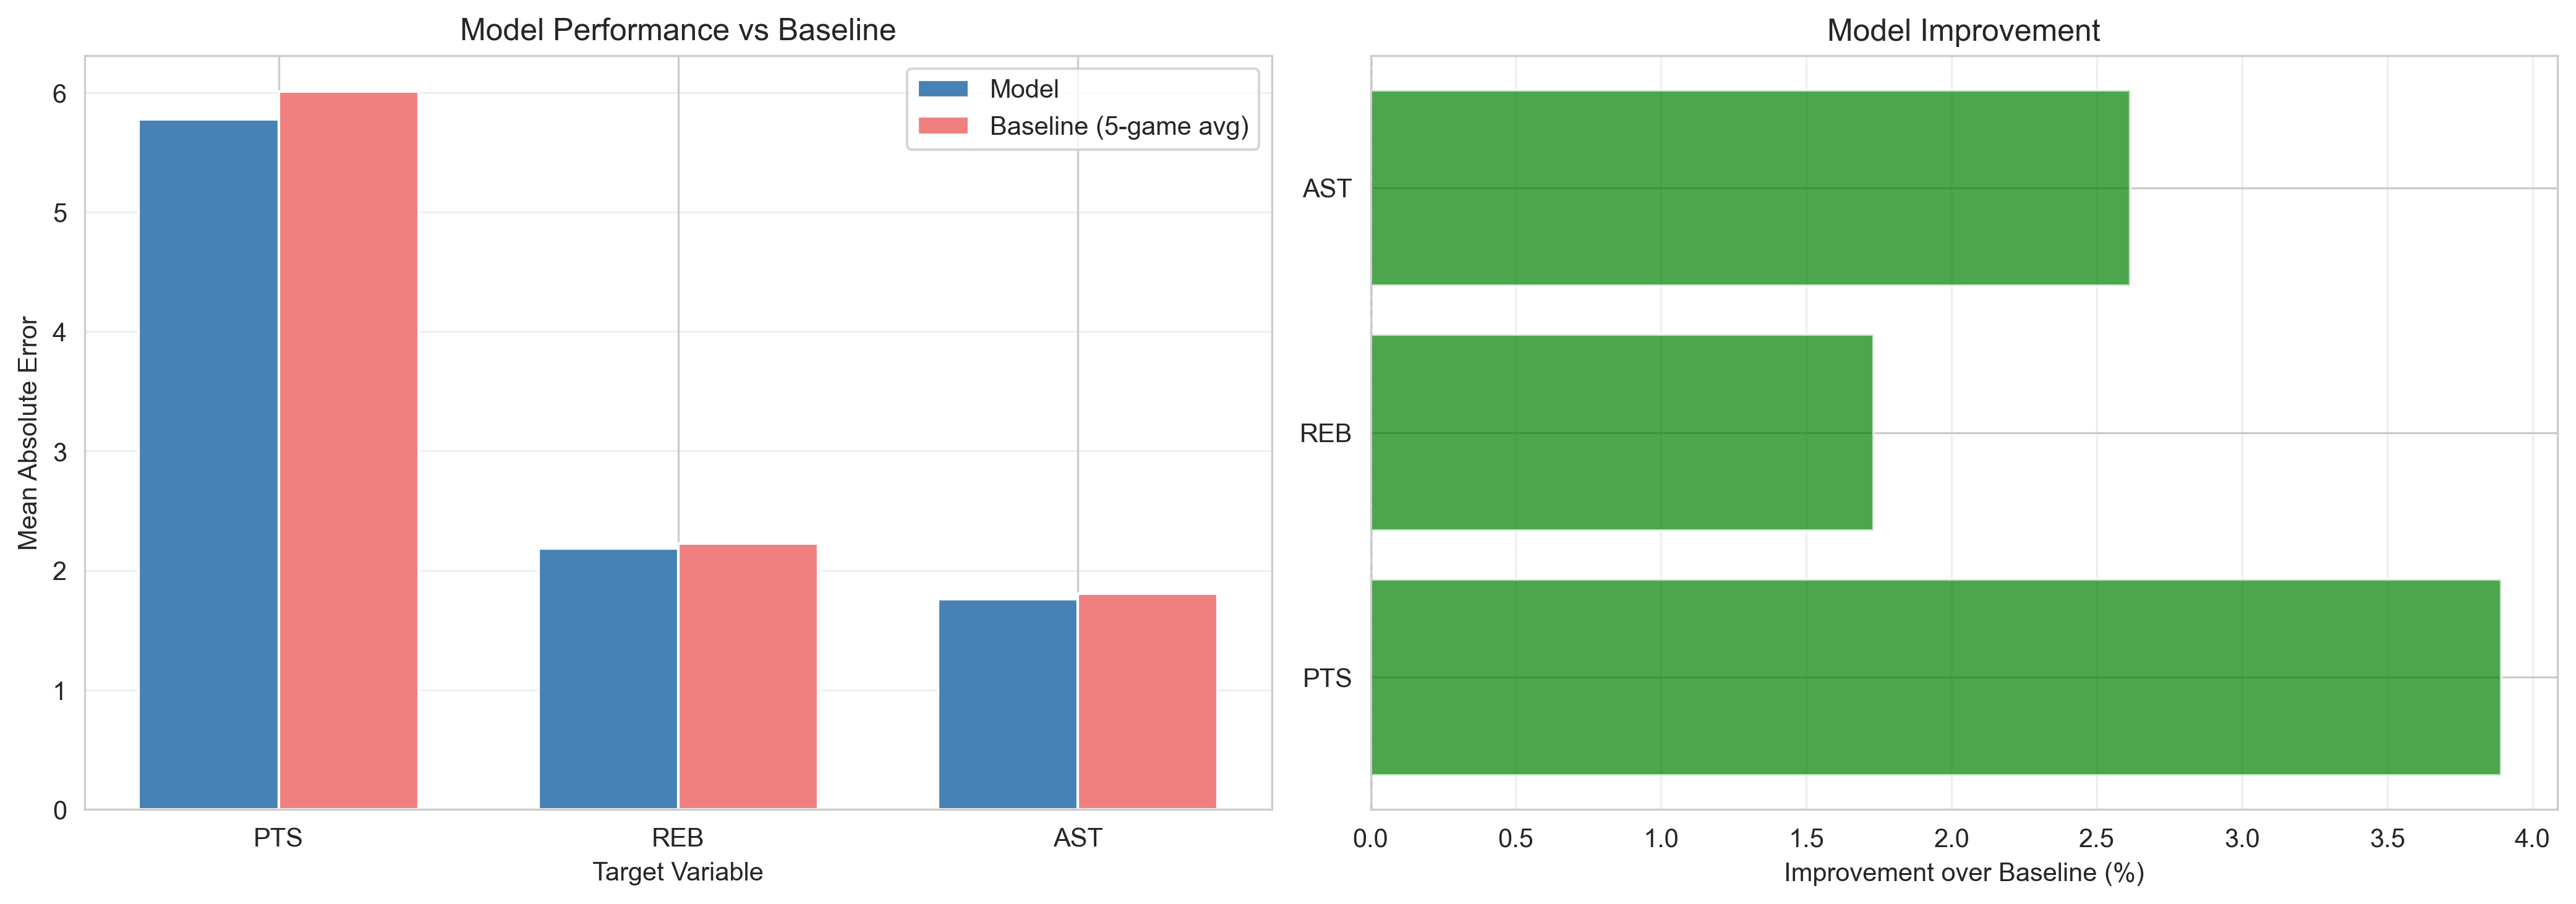 Model Performance vs Baseline
Model
Baseline (5-game avg)
Mean Absolute Error
6
5
4
3
2
1
0
PTS
REB
AST
Target Variable
Model Improvement
AST
REB
PTS
0.0
0.5
1.0
1.5
2.0
2.5
3.0
3.5
4.0
Improvement over Baseline (%)